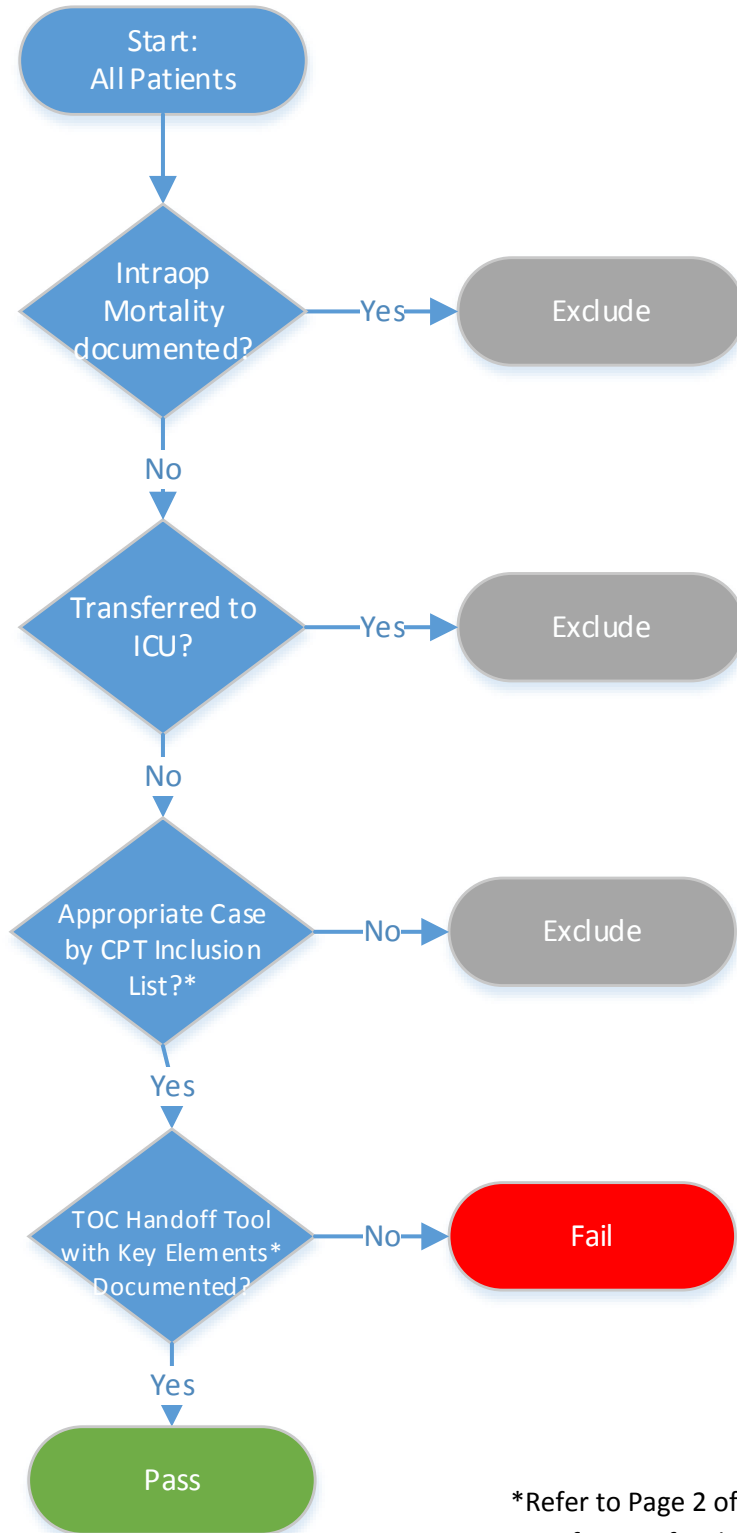 Start:
All Patients
Intraop
Mortality
documented?
Yes
Exclude
No
Transferred to
ICU?
Yes
Exclude
No
Appropriate Case
by CPT Inclusion
List?*
No
Exclude
Yes
TOC Handoff Tool
with Key Elements*
Documented?
No
Fail
Yes
Pass
*Refer to Page 2 of